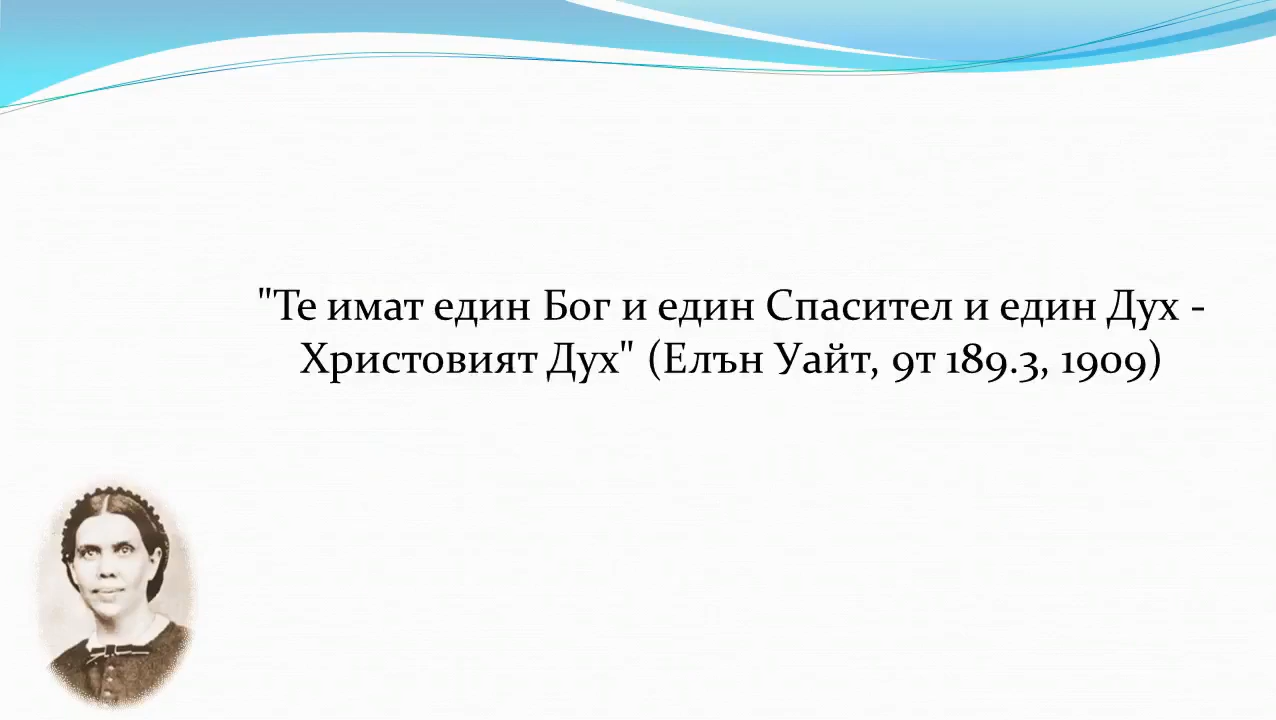 "Те имат един Бог и един Спасител и един Дух -
Христовият Дух" (Елън Уайт, 9т 189.3, 1909)